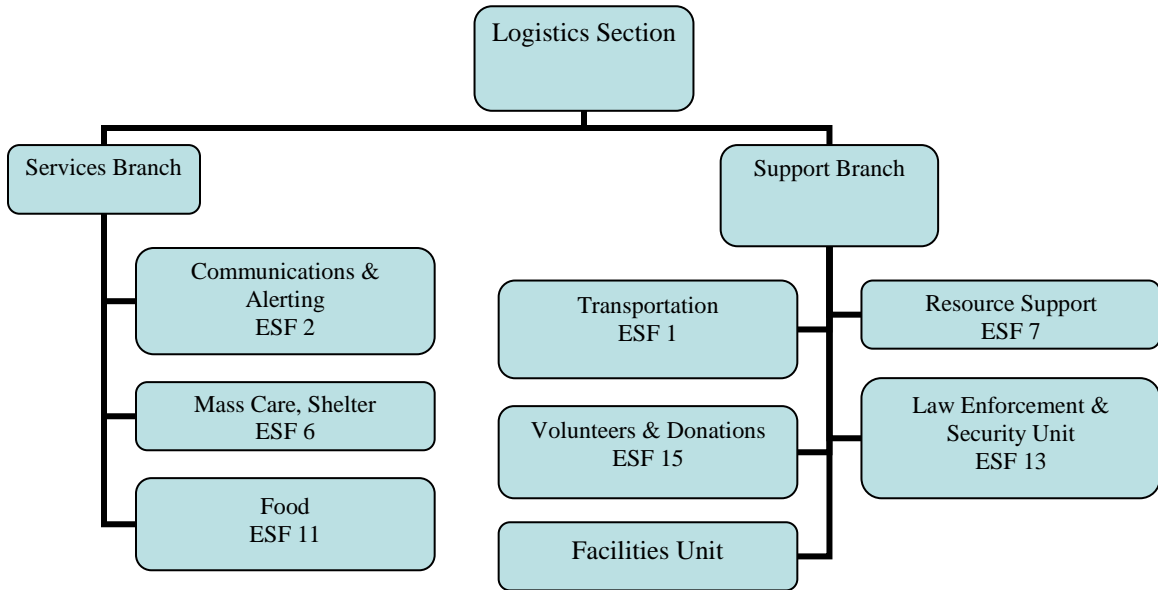 Logistics Section
Services Branch
Support Branch
Communications &
Alerting
ESF 2
Mass Care, Shelter
ESF 6
Food
ESF 11
Transportation
ESF 1
Volunteers & Donations
ESF 15
Facilities Unit
Resource Support
ESF 7
Law Enforcement &
Security Unit
ESF 13